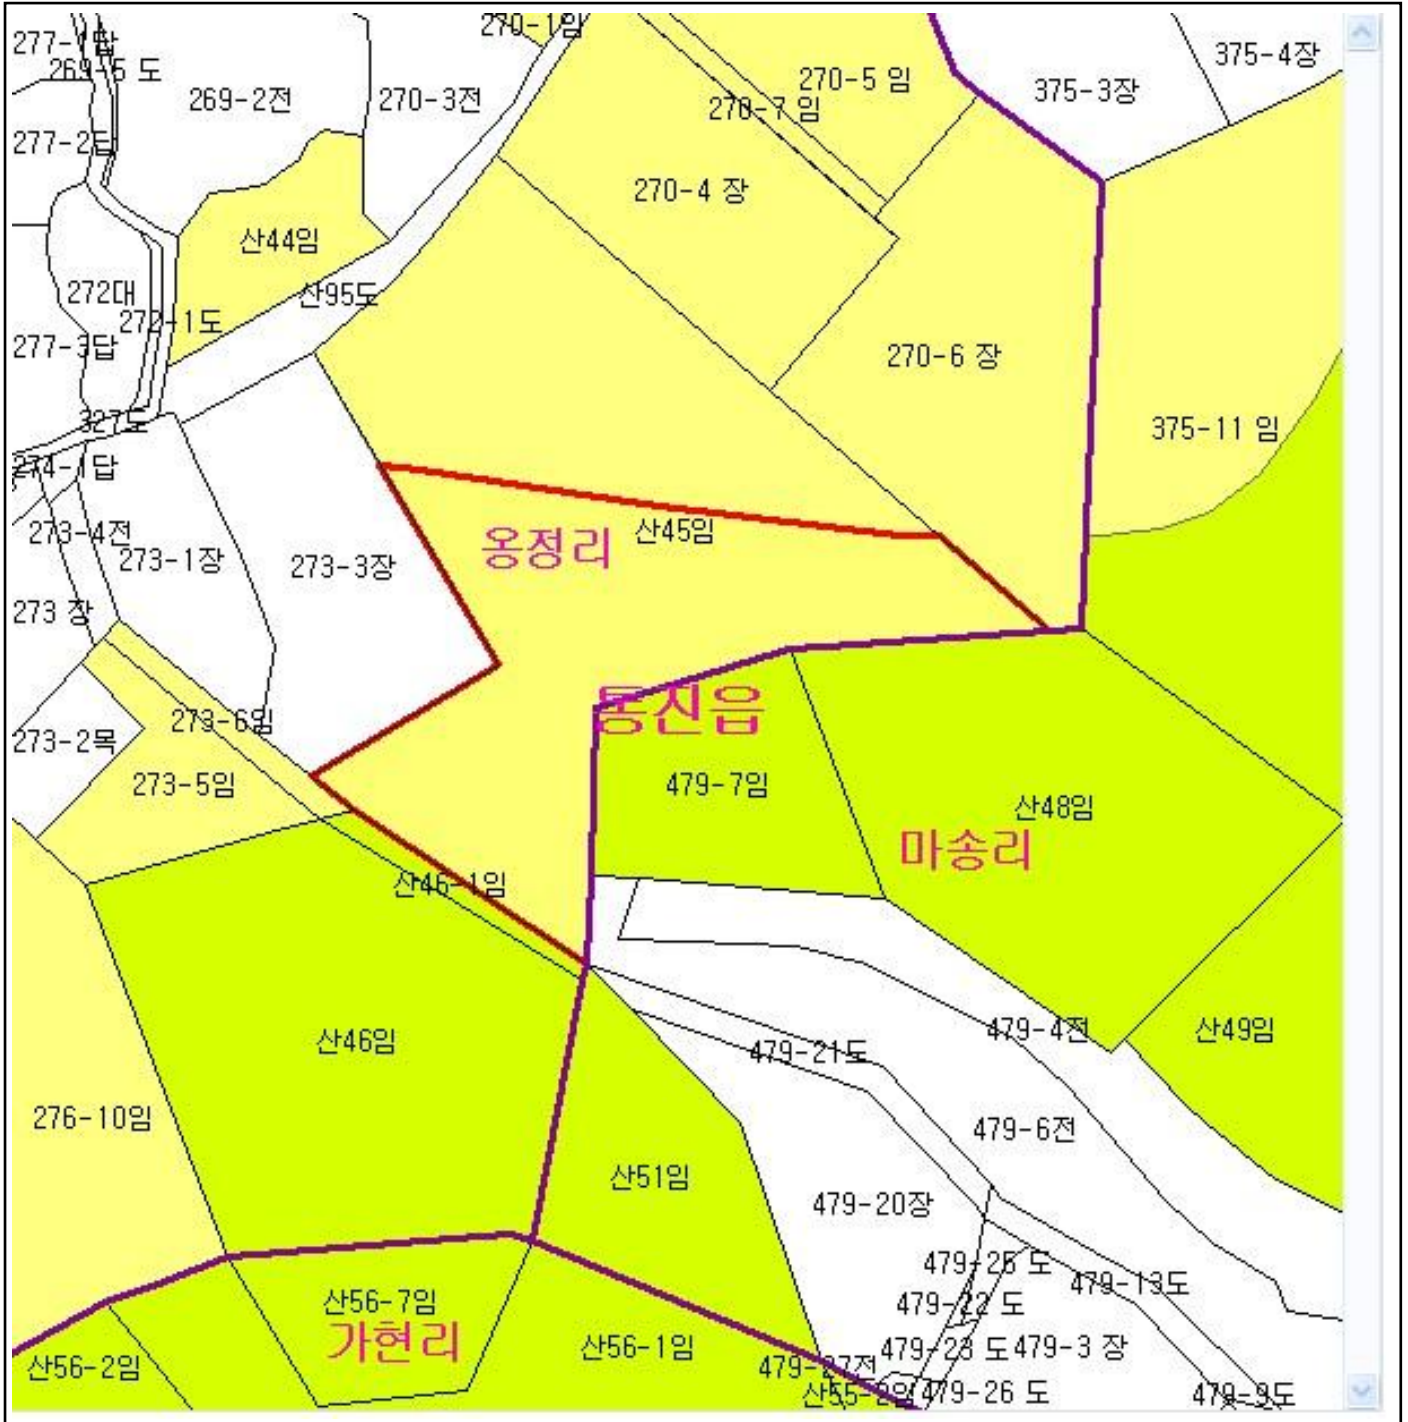 270-1임
277-1답
375-4장
269-5 도
270-5 임
375-3장
269-2전
270-3전
270-7 임
277-2답
270-4 장
산44임
272대
산95도
272-1도
277-3답
270-6 장
327도
375-11 임
274-1답
273-4전
산45임
옹정리
273-1장
273-3장
273 장
통진읍
273-6임
273-2목
273-5임
479-7임
산48임
마송리
산46-1임
479-4전
산49임
산46임
479-21도
276-10임
479-6전
산51임
479-20장
479-25 도
479-13도
산56-7임
479-22 도
가현리
산56-1임
479-23 도
479-3 장
산56-2임
479-27전
산55-2임
479-26 도
479-9도